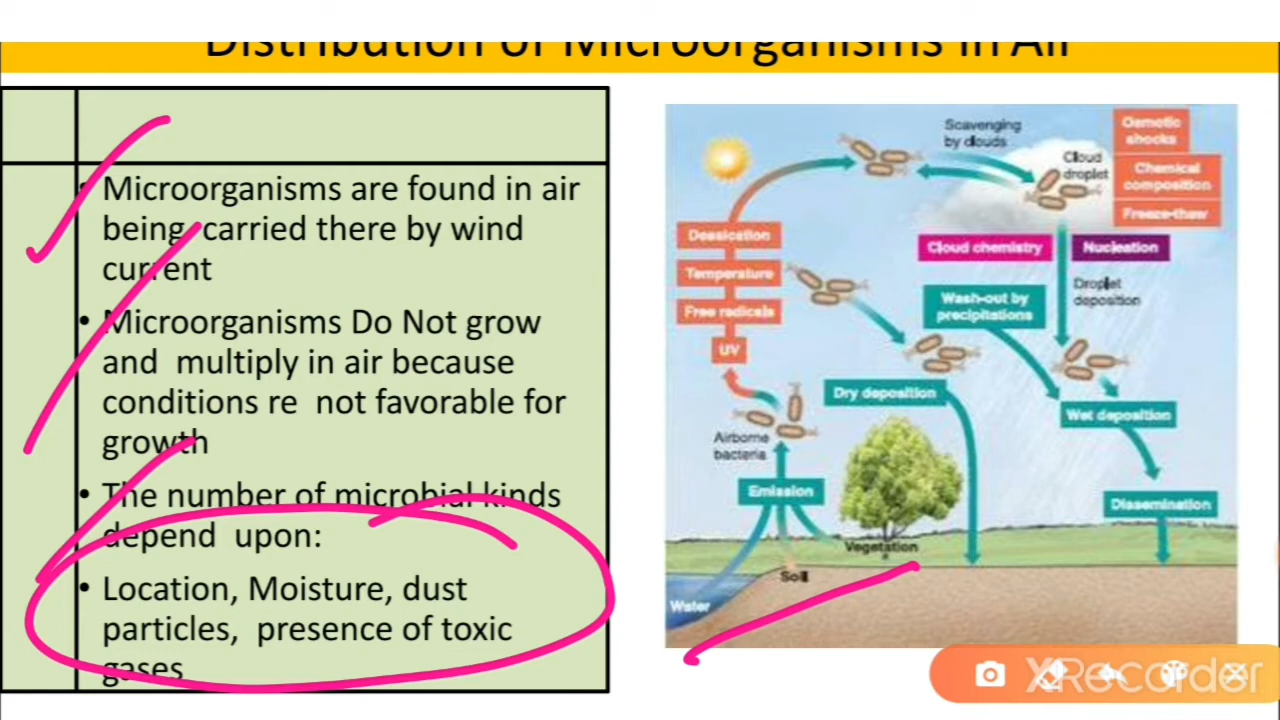 Distribution of Microorganisms in Air
• Microorganisms are found in air
being carried there by wind
current
• Microorganisms Do Not grow
and multiply in air because
conditions re not favorable for
growth
• The number of microbial kinds
depend upon:
• Location, Moisture, dust
particles, presence of toxic
gases
Scavenging
by clouds
Cloud
droplet
Osmotic
shocks
Chemical
composition
Freeze-thaw
Dessication
Temperature
Free radicals
UV
Cloud chemistry
Nucleation
Droplet
deposition
Wash-out by
precipitations
Dry deposition
Wet deposition
Airborne
bacteria
Emission
Dissemination
Vegetation
Soil
Water
XRecorder